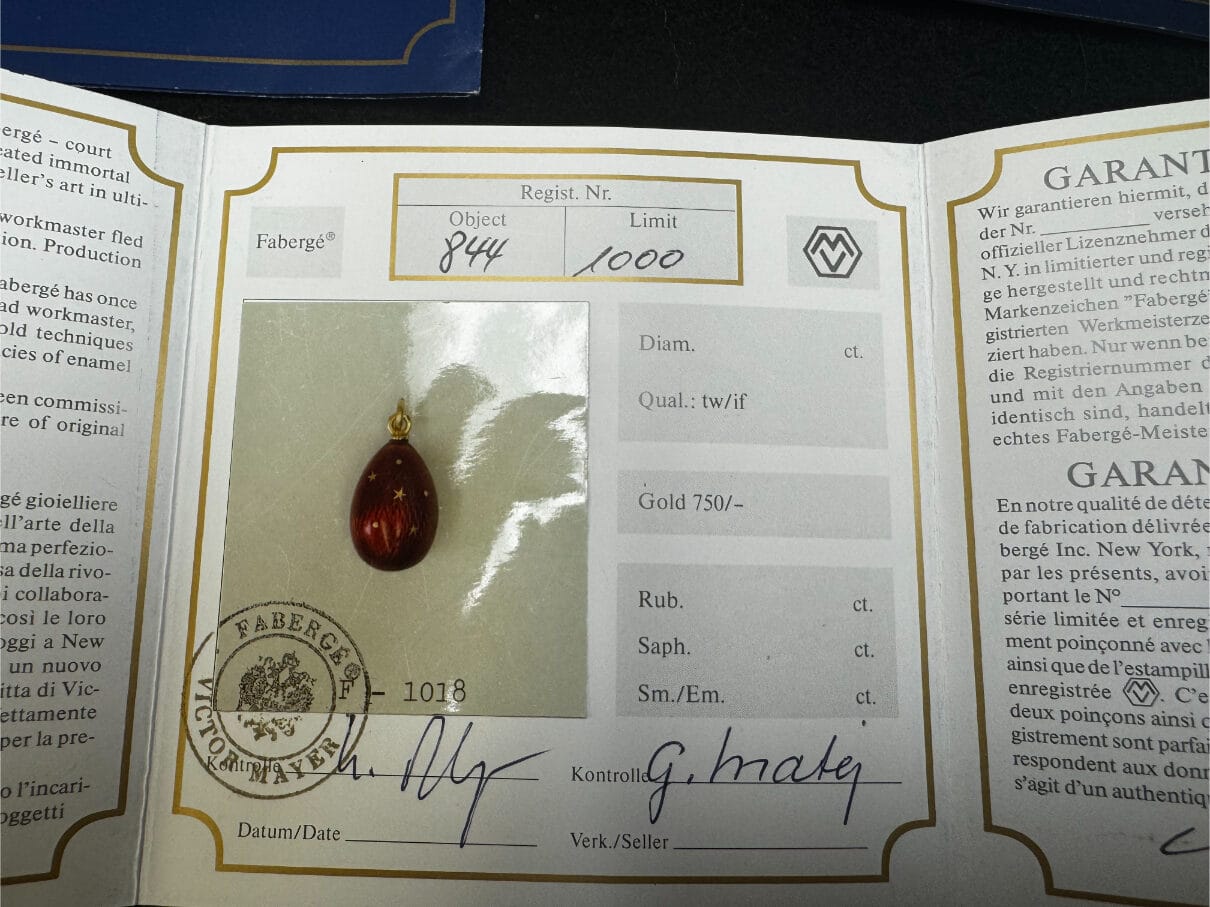 ergé – court
eated immortal
eller's art in ulti-
workmaster fled
ion. Production
abergé has once
ad workmaster,
old techniques
cies of enamel
een commissi-
re of original
gé gioielliere
ell'arte della
ma perfezio-
sa della rivo-
i collabora-
così le loro
oggi a New
un nuovo
itta di Vic-
ettamente
per la pre-
o l'incari-
oggetti
Regist. Nr.
Object Limit
844 1000
Fabergé®
Diam. ct.
Qual.: tw/if
Gold 750/–
Rub. ct.
Saph. ct.
Sm./Em. ct.
FABERGÉ®
VICTOR MAYER
F - 1018
Kontrolle
Kontrolle
Datum/Date
Verk./Seller
GARANT
Wir garantieren hiermit, d
der Nr. verseh
offizieller Lizenznehmer d
N. Y. in limitierter und regi
ge hergestellt und rechtm
Markenzeichen "Fabergé
gistrierten Werkmeisterze
ziert haben. Nur wenn be
die Registriernummer d
und mit den Angaben
identisch sind, handelt
echtes Fabergé-Meiste
GARAN
En notre qualité de déte
de fabrication délivrée
bergé Inc. New York,
par les présents, avoi
portant le Nº
série limitée et enreg
ment poinçonné avec l
ainsi que de l'estampill
enregistrée . C'e
deux poinçons ainsi q
gistrement sont parfai
respondent aux donn
s'agit d'un authentiq